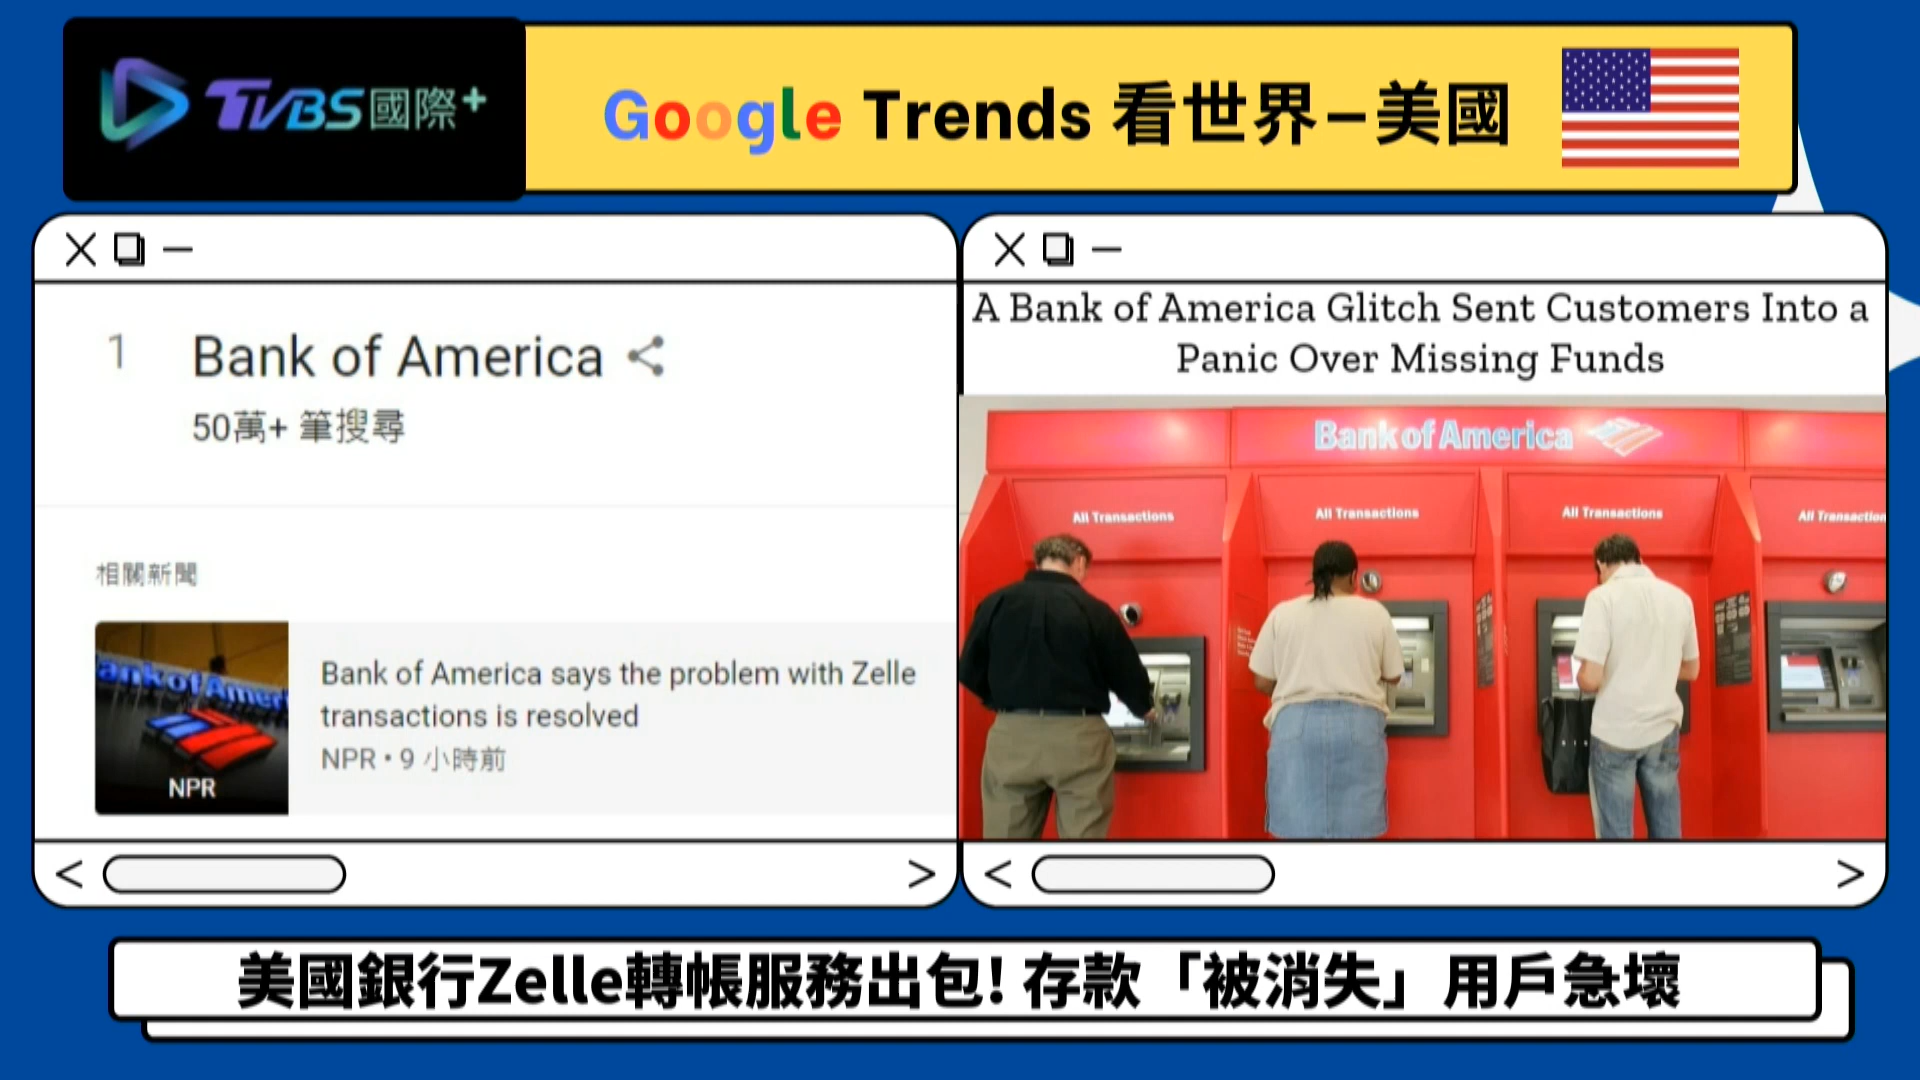 TVBS國際+
Google Trends 看世界–美國
1
Bank of America
50萬+ 筆搜尋
相關新聞
Bank of America
NPR
Bank of America says the problem with Zelle
transactions is resolved
NPR • 9 小時前
A Bank of America Glitch Sent Customers Into a
Panic Over Missing Funds
Bank of America
All Transactions
All Transactions
All Transactions
All Transaction
美國銀行Zelle轉帳服務出包! 存款「被消失」用戶急壞